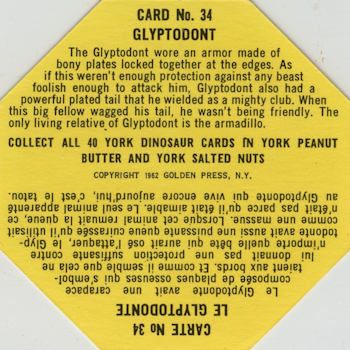 CARD No. 34
GLYPTODONT
The Glyptodont wore an armor made of
bony plates locked together at the edges. As
if this weren't enough protection against any beast
foolish enough to attack him, Glyptodont also had a
powerful plated tail that he wielded as a mighty club. When
this big fellow wagged his tail, he wasn't being friendly. The
only living relative of Glyptodont is the armadillo.
COLLECT ALL 40 YORK DINOSAUR CARDS IN YORK PEANUT
BUTTER AND YORK SALTED NUTS
COPYRIGHT 1962 GOLDEN PRESS, N.Y.
CARTE No 34
LE GLYPTODONTE
Le Glyptodonte avait une carapace
composée de plaques osseuses qui s'emboî-
taient aux bords. Et comme il semble que cela ne
lui donnait pas une protection suffisante contre
n'importe quelle bête qui aurait osé l'attaquer, le Glyp-
todonte avait aussi une puissante queue cuirassée qu'il utilisait
comme une massue. Lorsque cet animal remuait la queue, ce
n'était pas parce qu'il était aimable. Le seul animal apparenté
au Glyptodonte qui vive encore aujourd'hui, c'est le tatou.